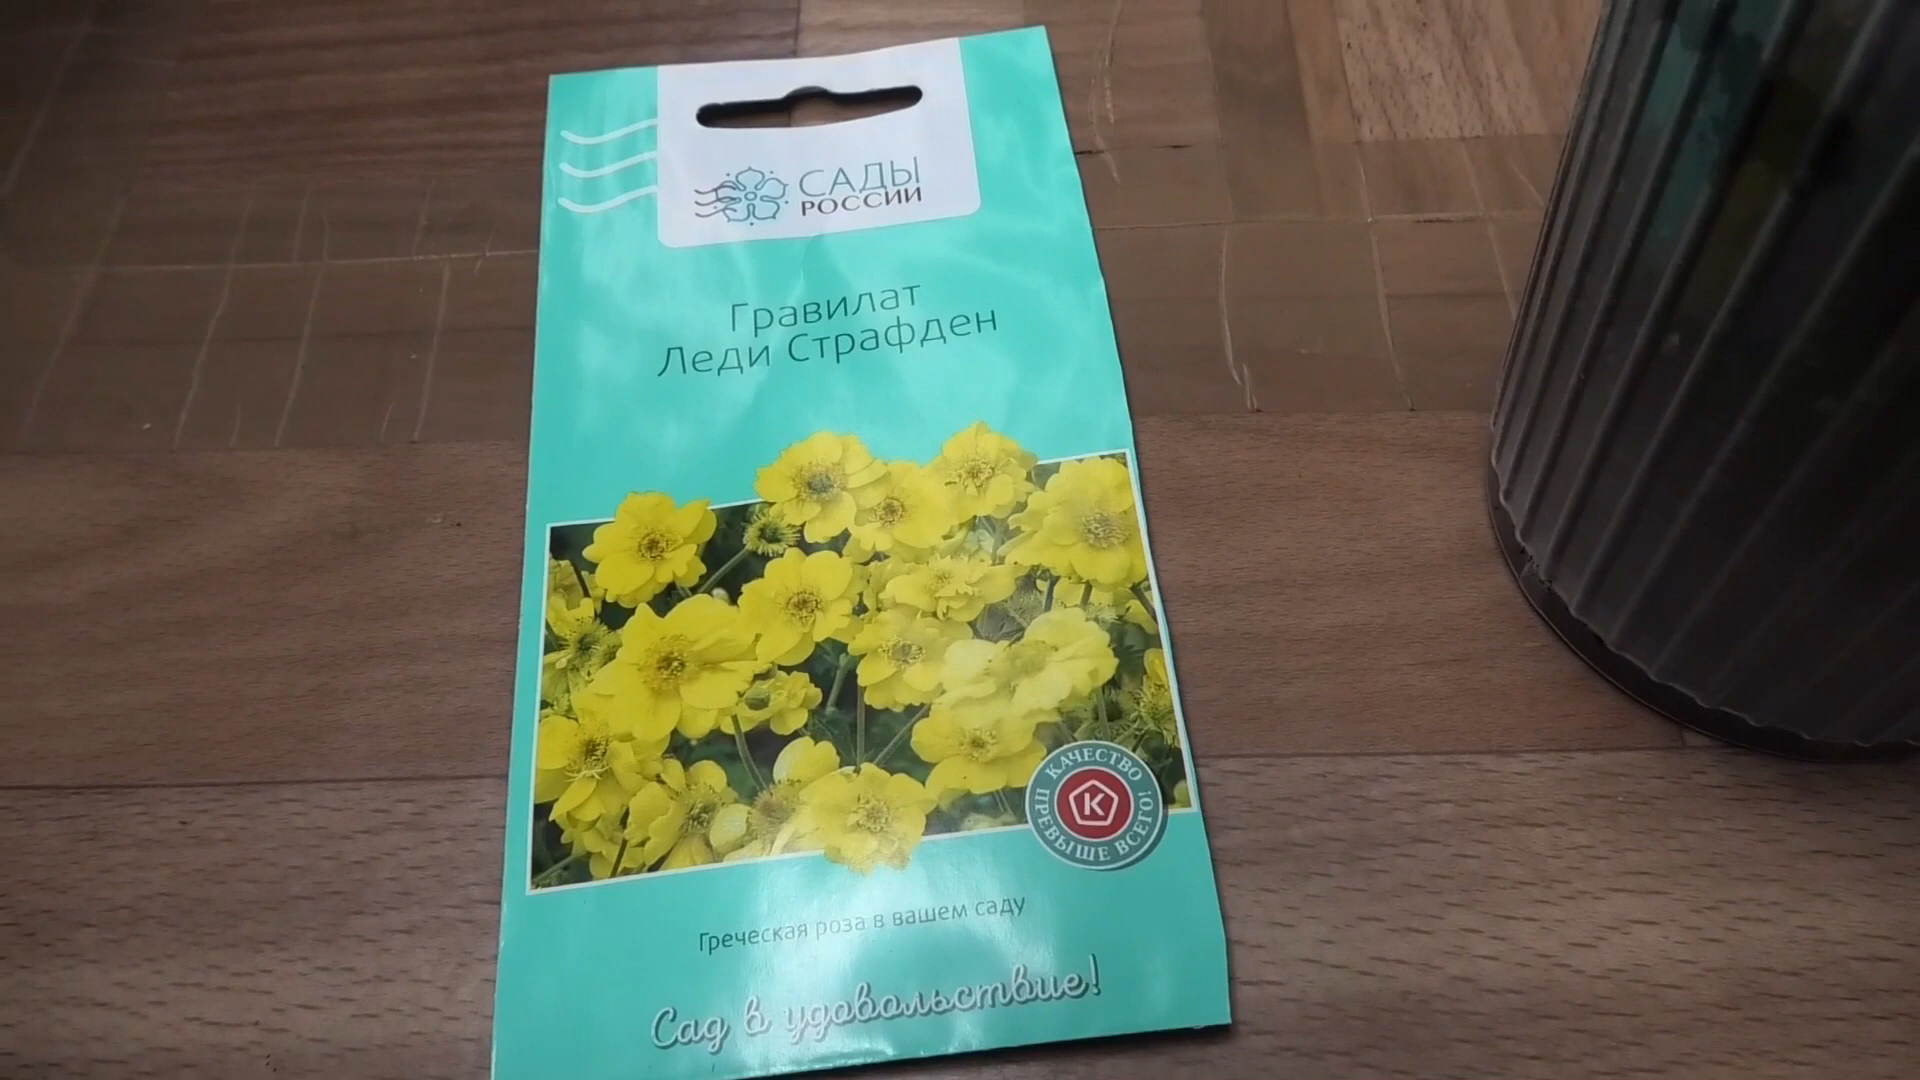 САДЫ
РОССИИ
Гравилат
Леди Страфден
КАЧЕСТВО
ПРЕВЫШЕ ВСЕГО!
К
Греческая роза в вашем саду
Сад в удовольствие!